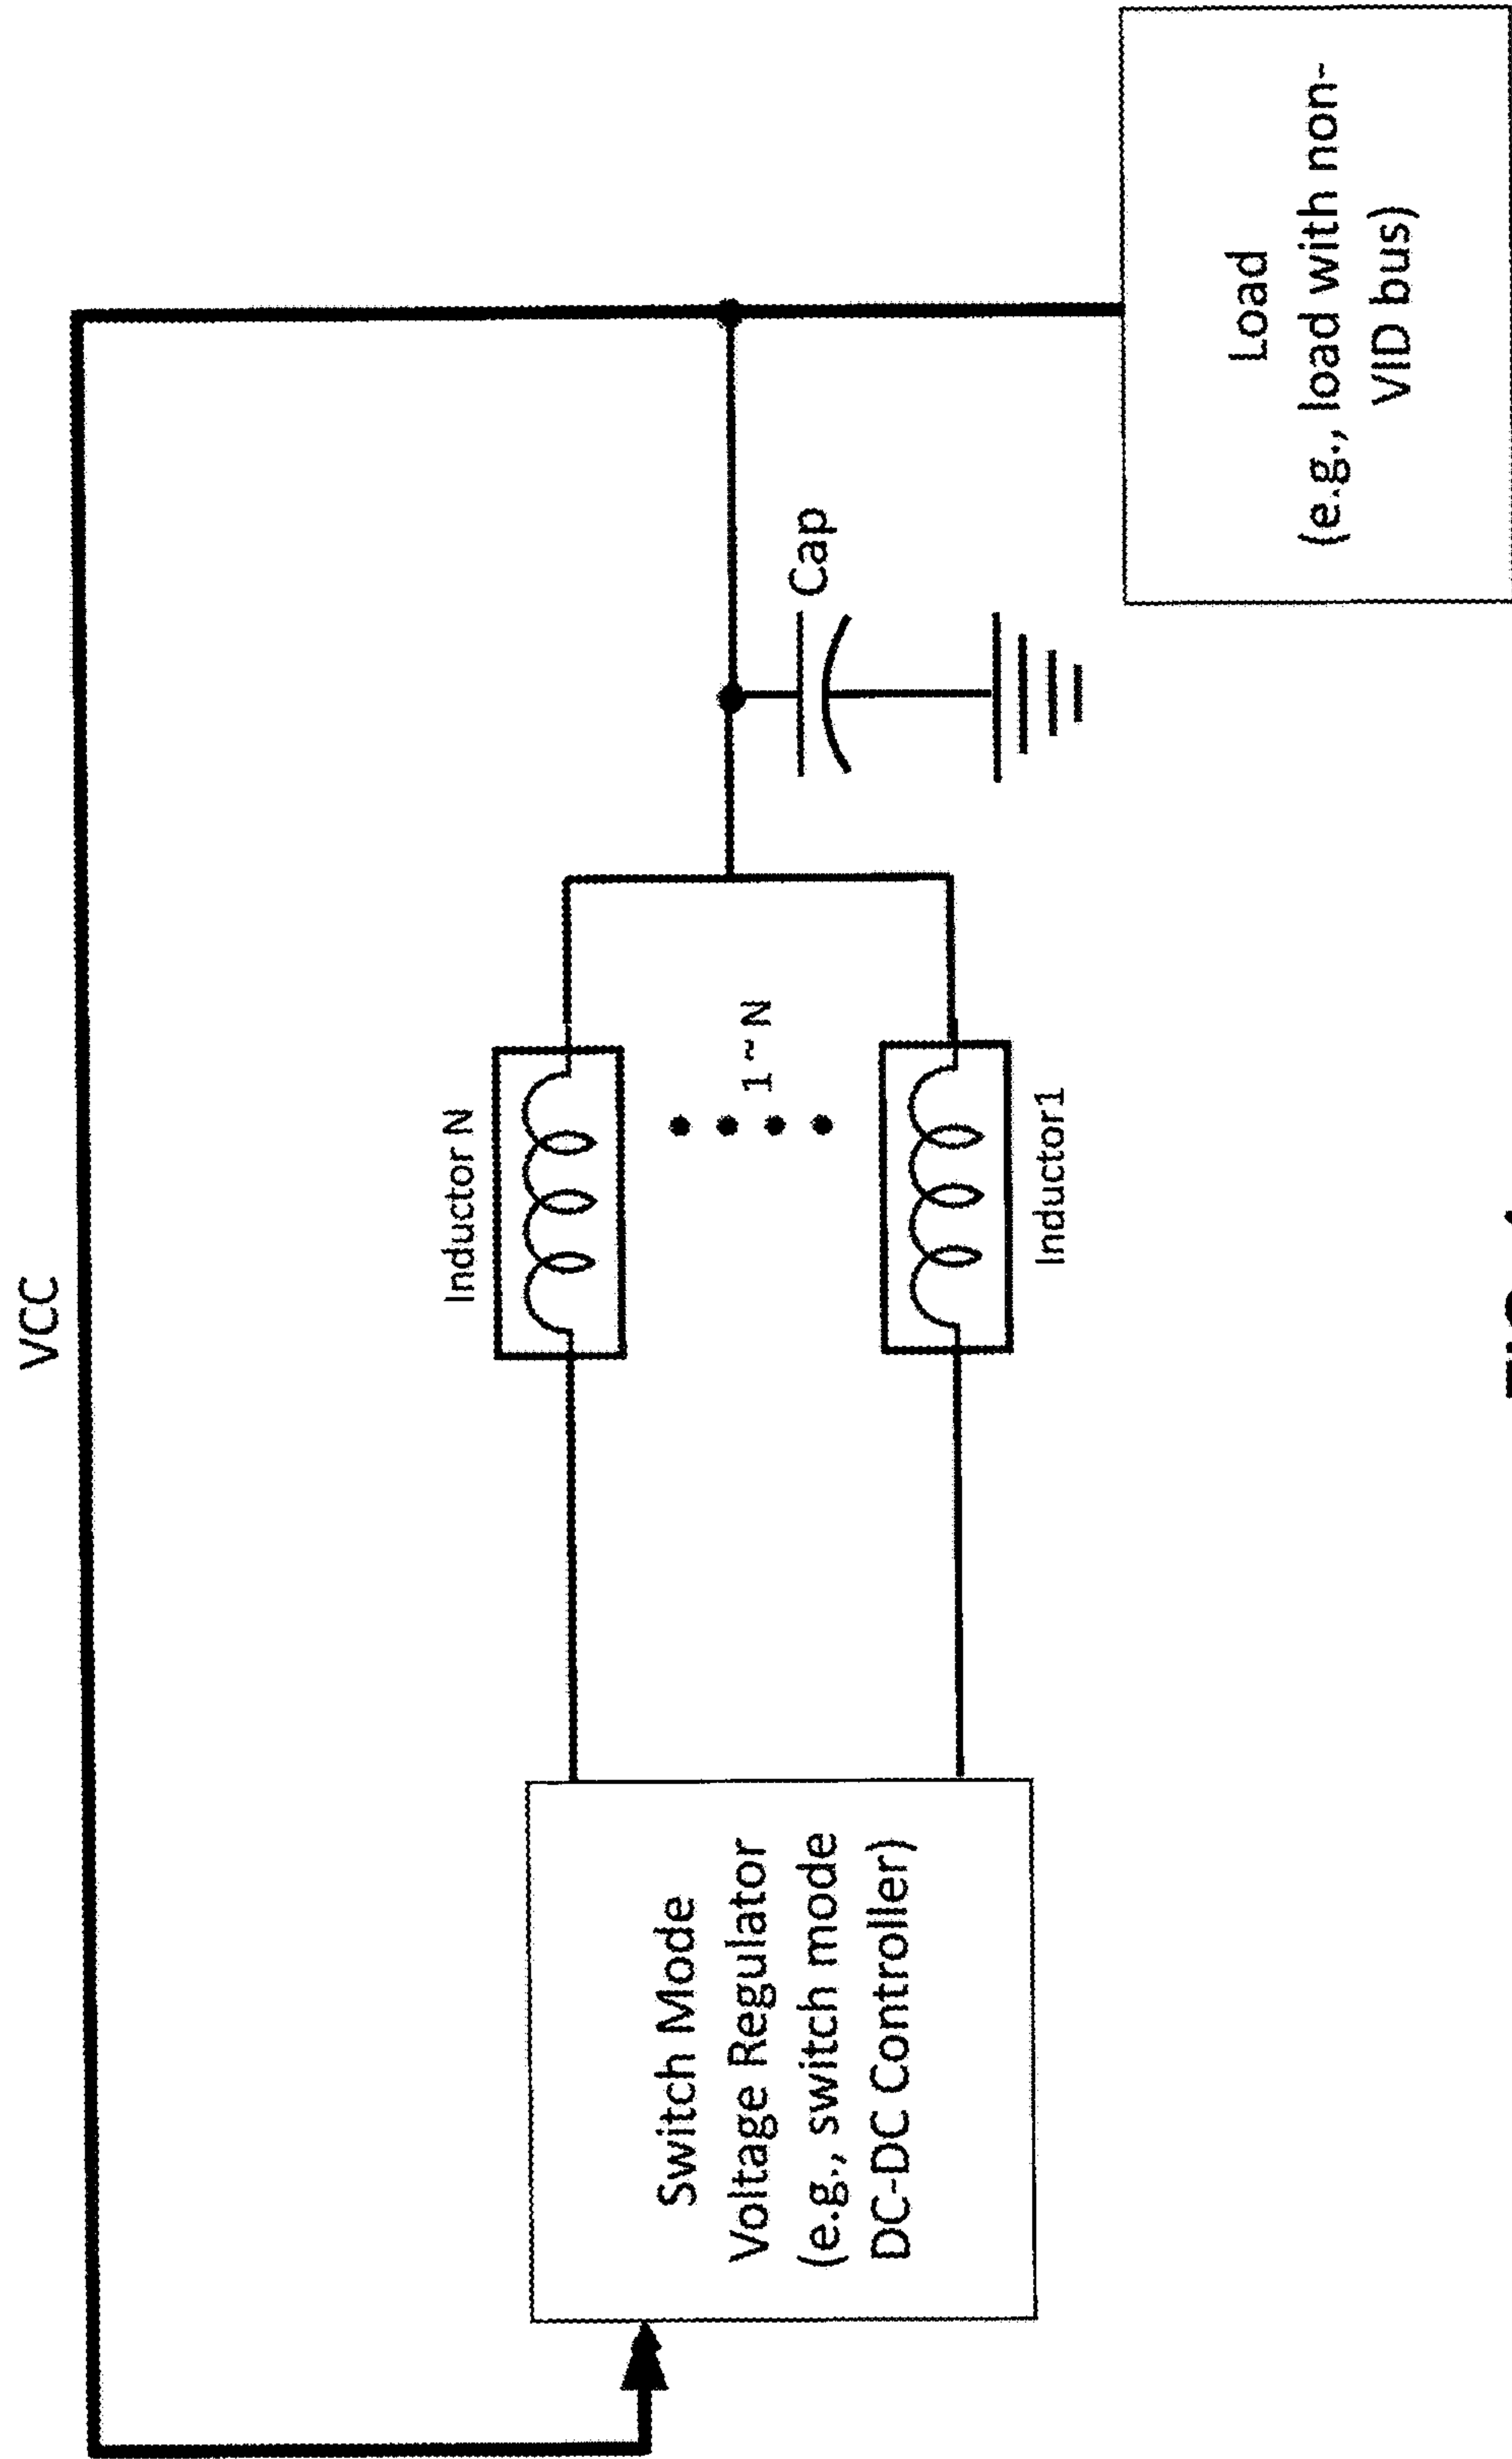 VCC
Inductor N
1 ~ N
Inductor1
Cap
Switch Mode
Voltage Regulator
(e.g., switch mode
DC-DC Controller)
Load
(e.g., load with non-
VID bus)